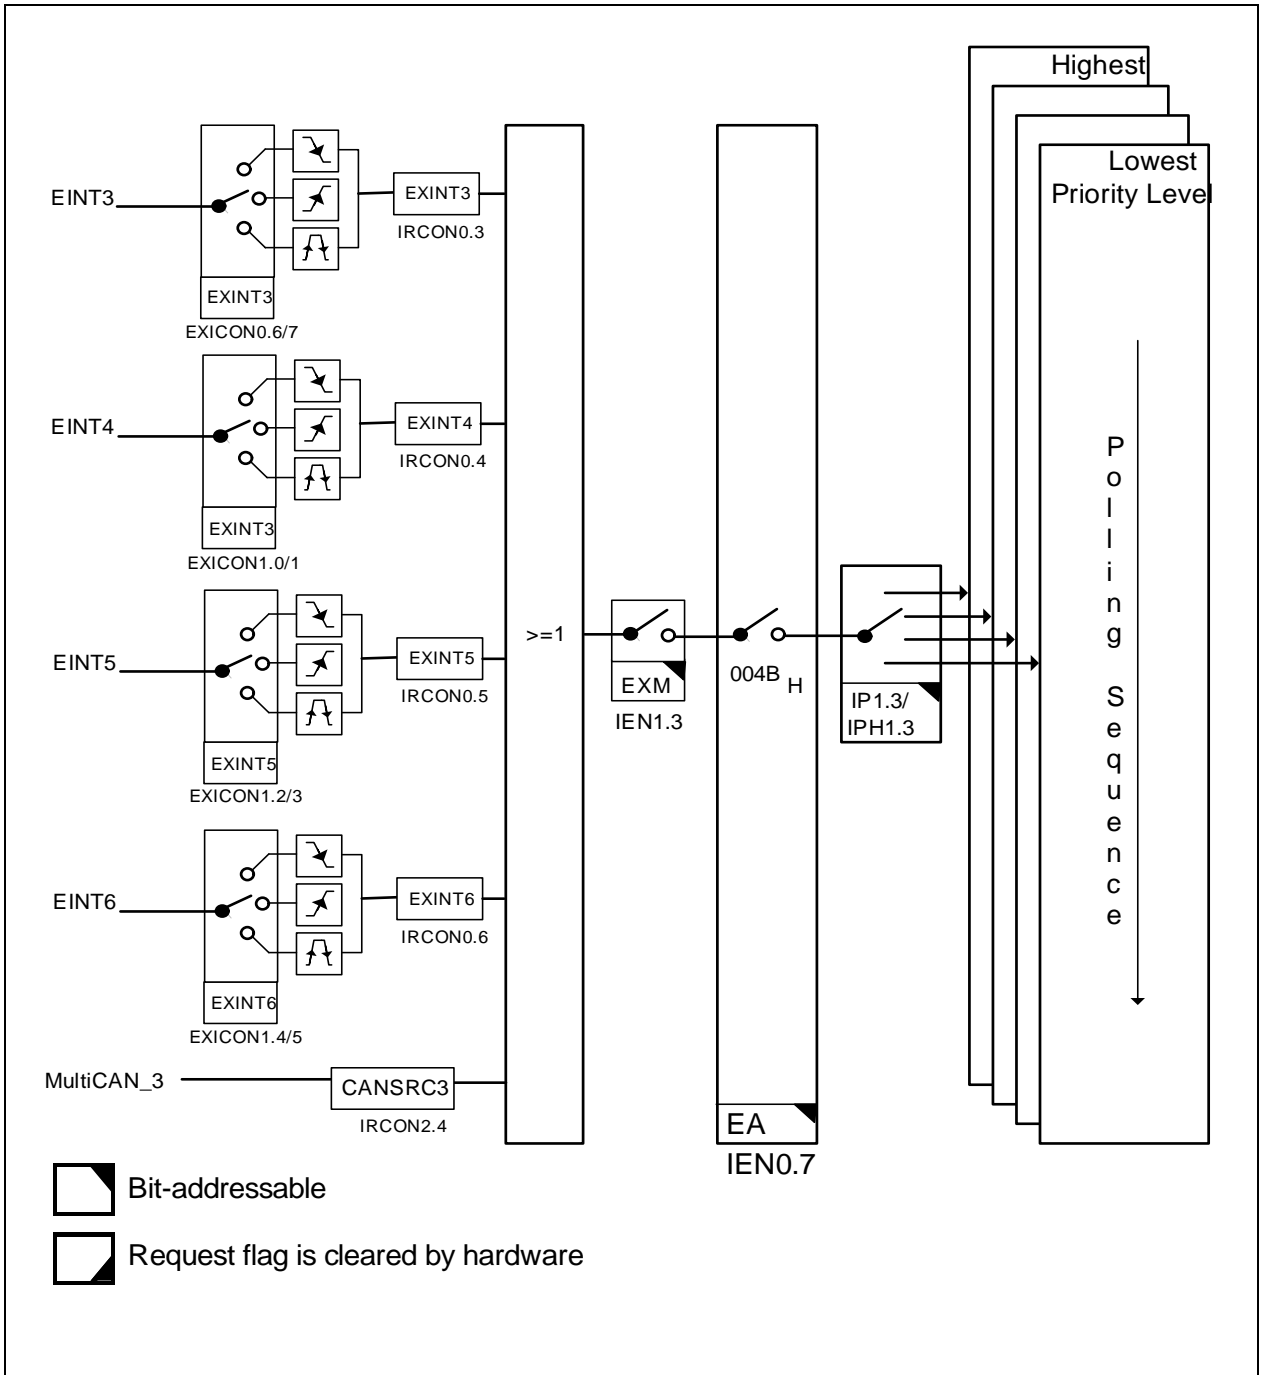 Highest
Lowest
Priority Level
EINT3
EXINT3
IRCON0.3
EXINT3
EXICON0.6/7
EINT4
EXINT4
IRCON0.4
EXINT3
EXICON1.0/1
EINT5
EXINT5
IRCON0.5
EXINT5
EXICON1.2/3
EINT6
EXINT6
IRCON0.6
EXINT6
EXICON1.4/5
MultiCAN_3
CANSRC3
IRCON2.4
>=1
EXM
IEN1.3
004B H
EA
IEN0.7
IP1.3/
IPH1.3
Polling Sequence
Bit-addressable
Request flag is cleared by hardware